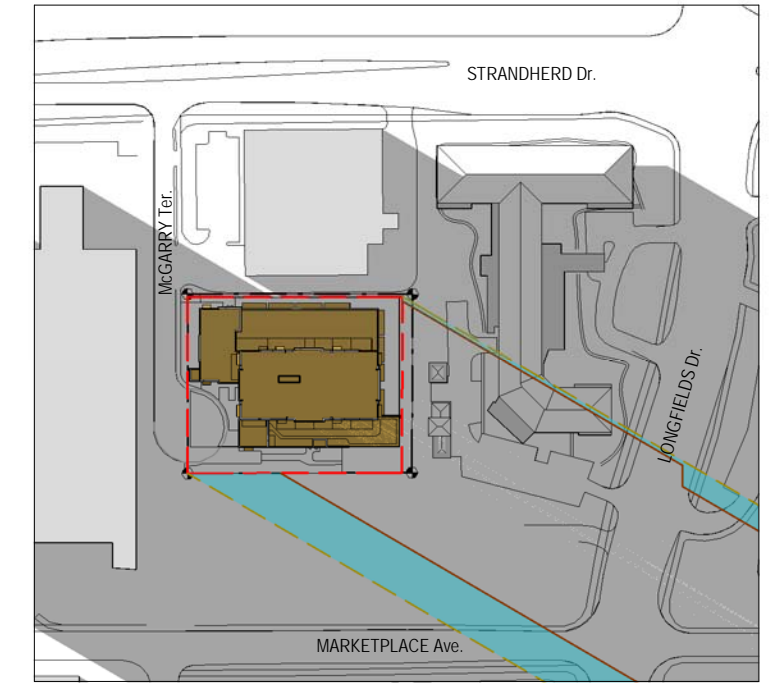 STRANDHERD Dr.
McGARRY Ter.
LONGFIELDS Dr.
MARKETPLACE Ave.